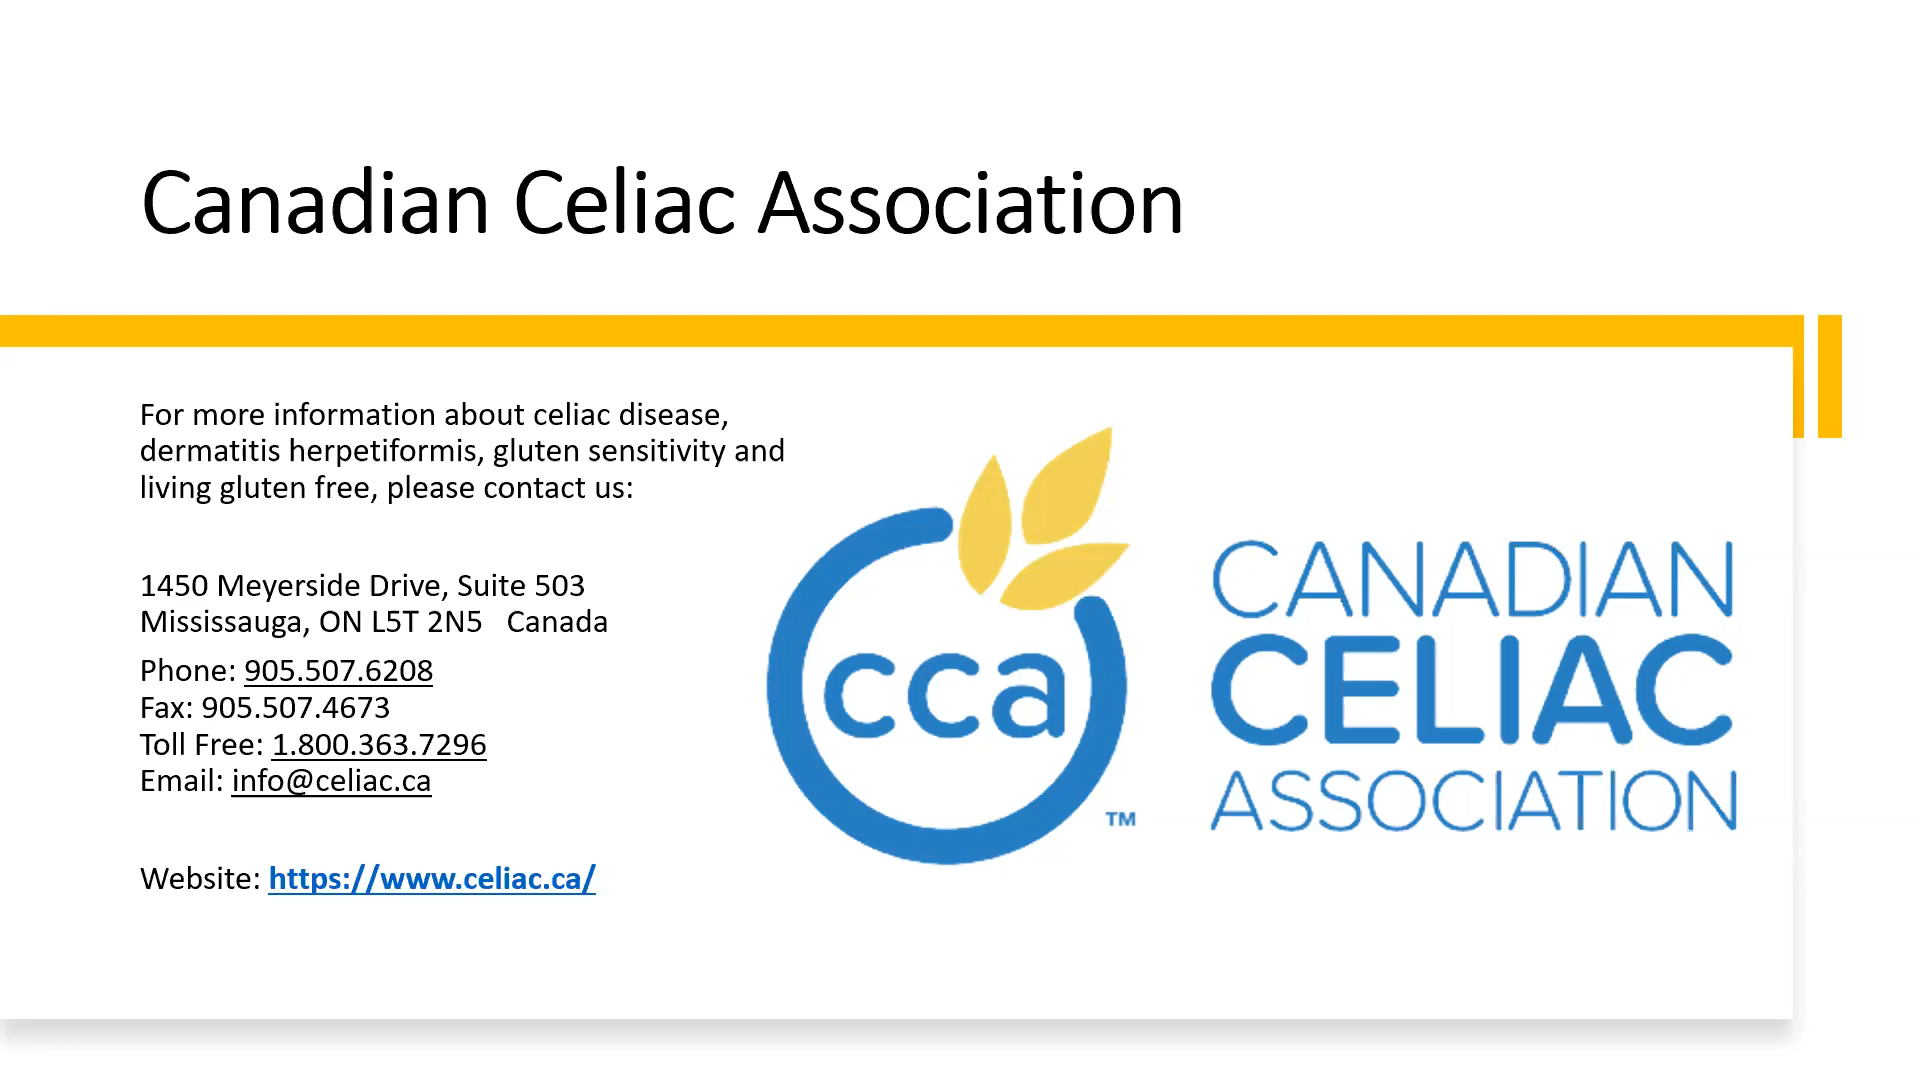 Canadian Celiac Association
For more information about celiac disease,
dermatitis herpetiformis, gluten sensitivity and
living gluten free, please contact us:
1450 Meyerside Drive, Suite 503
Mississauga, ON L5T 2N5   Canada
Phone: 905.507.6208
Fax: 905.507.4673
Toll Free: 1.800.363.7296
Email: info@celiac.ca
Website: https://www.celiac.ca/
cca
TM
CANADIAN
CELIAC
ASSOCIATION